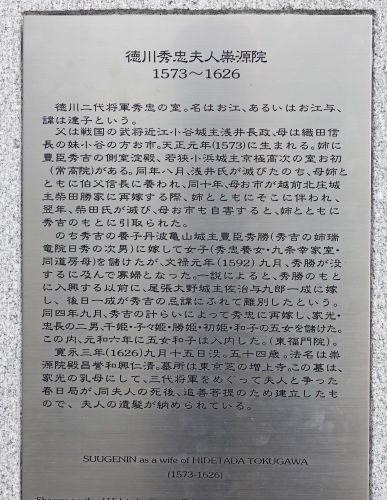 徳川秀忠夫人崇源院
1573〜1626
徳川二代将軍秀忠の室。名はお江、あるいはお江与、
諱は達子という。
父は戦国の武将近江小谷城主浅井長政、母は織田信
長の妹小谷の方お市。天正元年(1573)に生まれる。姉に
豊臣秀吉の側室淀殿、若狭小浜城主京極高次の室お初
(常高院)がある。同年八月、浅井氏が滅びたのち、母姉と
ともに伯父信長に養われ、同十年、母お市が越前北庄城
主柴田勝家に再嫁する際、姉とともにそこに伴われ、
翌年、柴田氏が滅び、母お市も自害すると、姉とともに
秀吉のもとに引取られた。
のち秀吉の養子丹波亀山城主豊臣秀勝(秀吉の姉瑞
竜院日秀の次男)に嫁して女子(秀忠養女・九条幸家室・
同道房母)を儲けたが、文禄元年(1592)九月、秀勝が没
するに及んで寡婦となった。一説によると、秀勝のもと
に入輿する以前に、尾張大野城主佐治与九郎一成に嫁
し、後日一成が秀吉の忌諱にふれて離別したという。
同四年九月、秀吉の計らいによって秀忠に再嫁し、家光・
忠長の二男、千姫・子々姫・勝姫・初姫・和子の五女を儲けた。
この内、元和六年に五女和子は入内した。(東福門院)。
寛永三年(1626)九月十五日没。五十四歳。法名は崇
源院殿昌誉和興仁清。墓所は東京芝の増上寺。この墓は、
家光の乳母にして、三代将軍をめぐって夫人と争った
春日局が、同夫人の死後、追善菩提のため建立したも
ので、夫人の遺髪が納められている。
SUUGENIN as a wife of HIDETADA TOKUGAWA
(1573-1626)